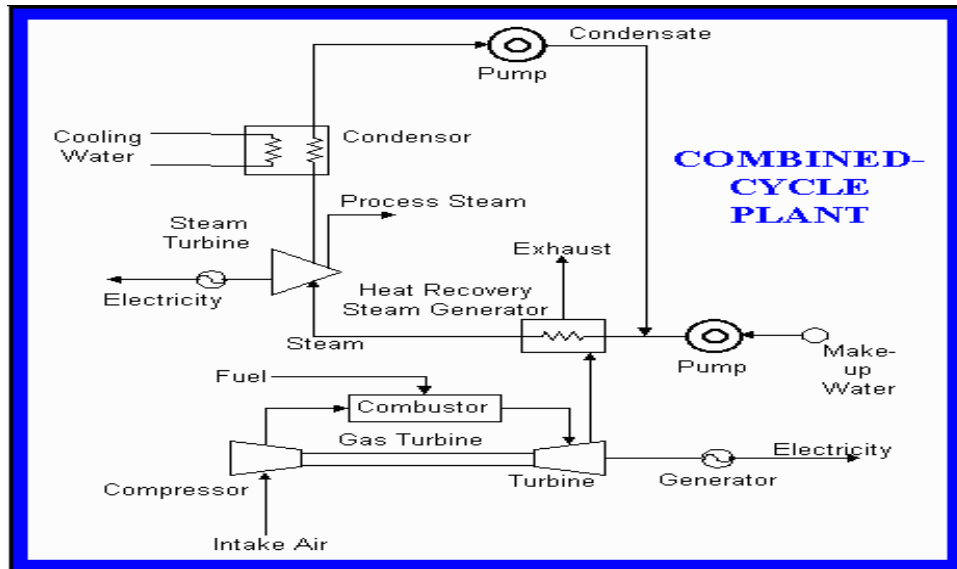 Condensate
Pump
Cooling
Water
Condensor
COMBINED-
CYCLE
PLANT
Process Steam
Steam
Turbine
Exhaust
Electricity
Heat Recovery
Steam Generator
Steam
Pump
Make-
up
Water
Fuel
Combustor
Gas Turbine
Electricity
Compressor
Turbine
Generator
Intake Air